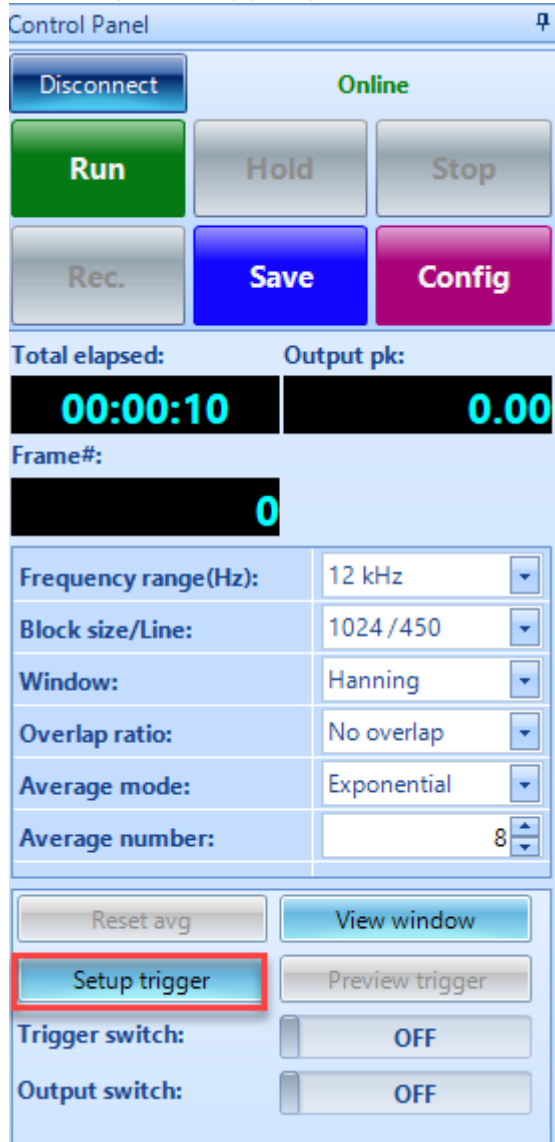 Control Panel
Disconnect Online
Run Hold Stop
Rec. Save Config
Total elapsed: Output pk:
00:00:10 0.00
Frame#:
0
Frequency range(Hz): 12 kHz
Block size/Line: 1024/450
Window: Hanning
Overlap ratio: No overlap
Average mode: Exponential
Average number: 8
Reset avg View window
Setup trigger Preview trigger
Trigger switch: OFF
Output switch: OFF